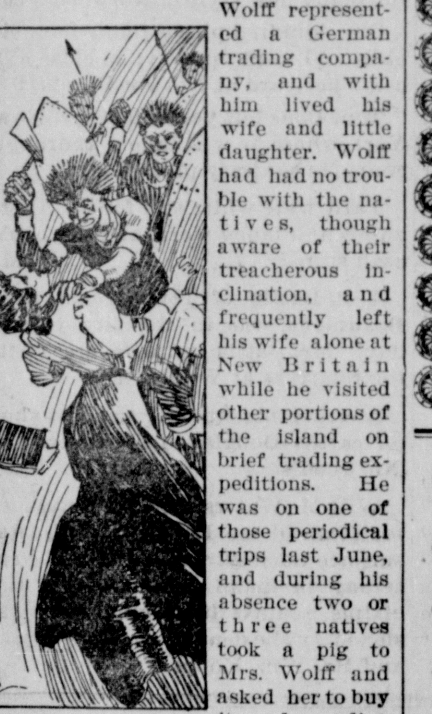 Wolff represent-
ed a German
trading compa-
ny, and with
him lived his
wife and little
daughter. Wolff
had had no trou-
ble with the na-
tives, though
aware of their
treacherous in-
clination, and
frequently left
his wife alone at
New Britain
while he visited
other portions of
the island on
brief trading ex-
peditions. He
was on one of
those periodical
trips last June,
and during his
absence two or
three natives
took a pig to
Mrs. Wolff and
asked her to buy